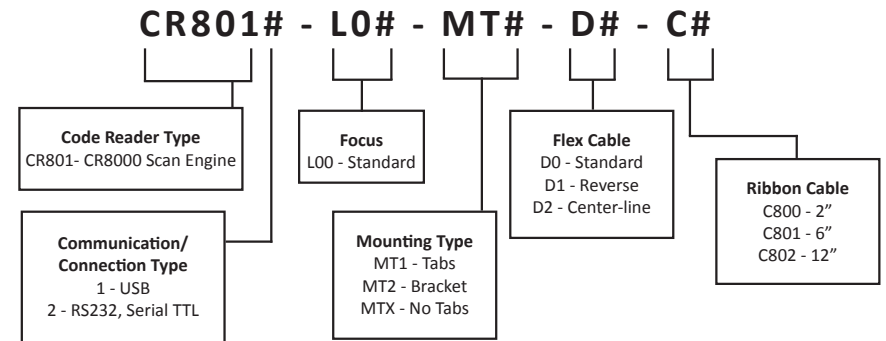 CR801# - L0# - MT# - D# - C#
Code Reader Type
CR801- CR8000 Scan Engine
Focus
L00 - Standard
Flex Cable
D0 - Standard
D1 - Reverse
D2 - Center-line
Ribbon Cable
C800 - 2”
C801 - 6”
C802 - 12”
Communication/
Connection Type
1 - USB
2 - RS232, Serial TTL
Mounting Type
MT1 - Tabs
MT2 - Bracket
MTX - No Tabs